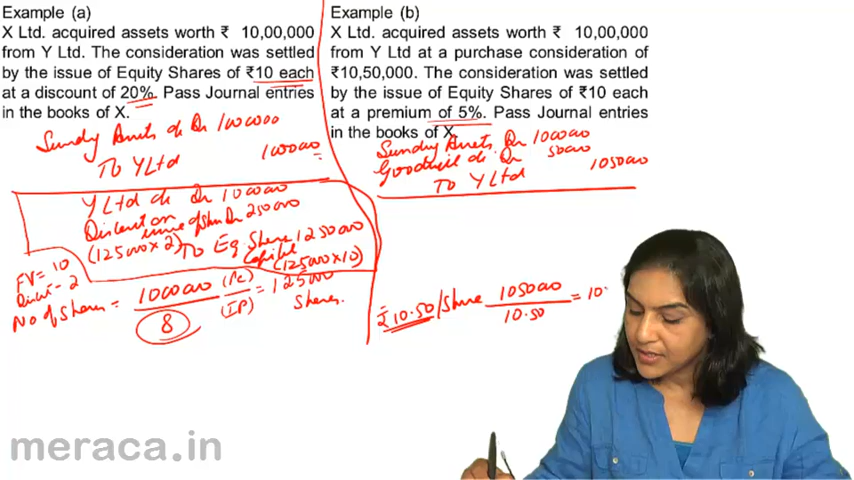 Example (a)
X Ltd. acquired assets worth ₹ 10,00,000
from Y Ltd. The consideration was settled
by the issue of Equity Shares of ₹10 each
at a discount of 20%. Pass Journal entries
in the books of X.
Sundry Assets dr Dr 1000000
To Y Ltd 1000000
Y Ltd dr Dr 1000000
Discount on
issue of Shares Dr 250000
(125000x2) To Eq Share 1250000
Capital
(125000x10)
FV= 10
Disct- 2
No of Shares = 1000000 (PC) = 125000
8 (IP) Shares.
Example (b)
X Ltd. acquired assets worth ₹ 10,00,000
from Y Ltd at a purchase consideration of
₹10,50,000. The consideration was settled
by the issue of Equity Shares of ₹10 each
at a premium of 5%. Pass Journal entries
in the books of X.
Sundry Assets Dr 1000000
Goodwill dr Dr 50000
To Y Ltd 1050000
₹10.50/Share 1050000 = 10
10.50
meraca.in